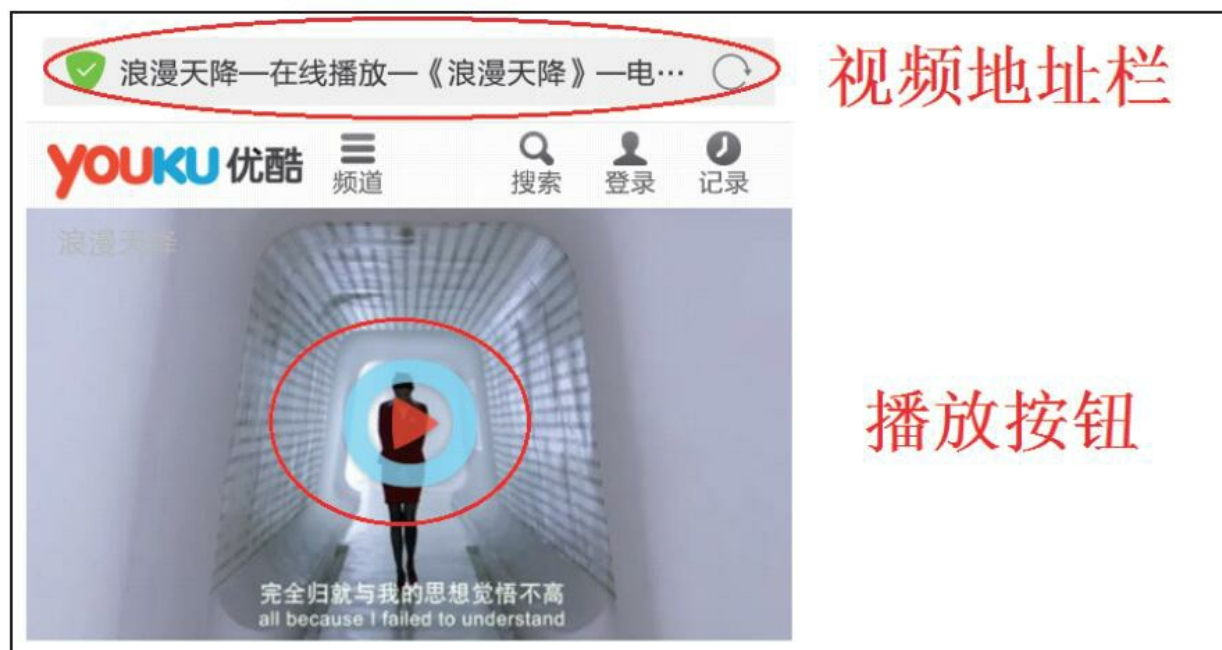 浪漫天降—在线播放—《浪漫天降》—电…
视频地址栏
YOUKU 优酷
频道
搜索
登录
记录
浪漫天降
播放按钮
完全归就与我的思想觉悟不高
all because I failed to understand